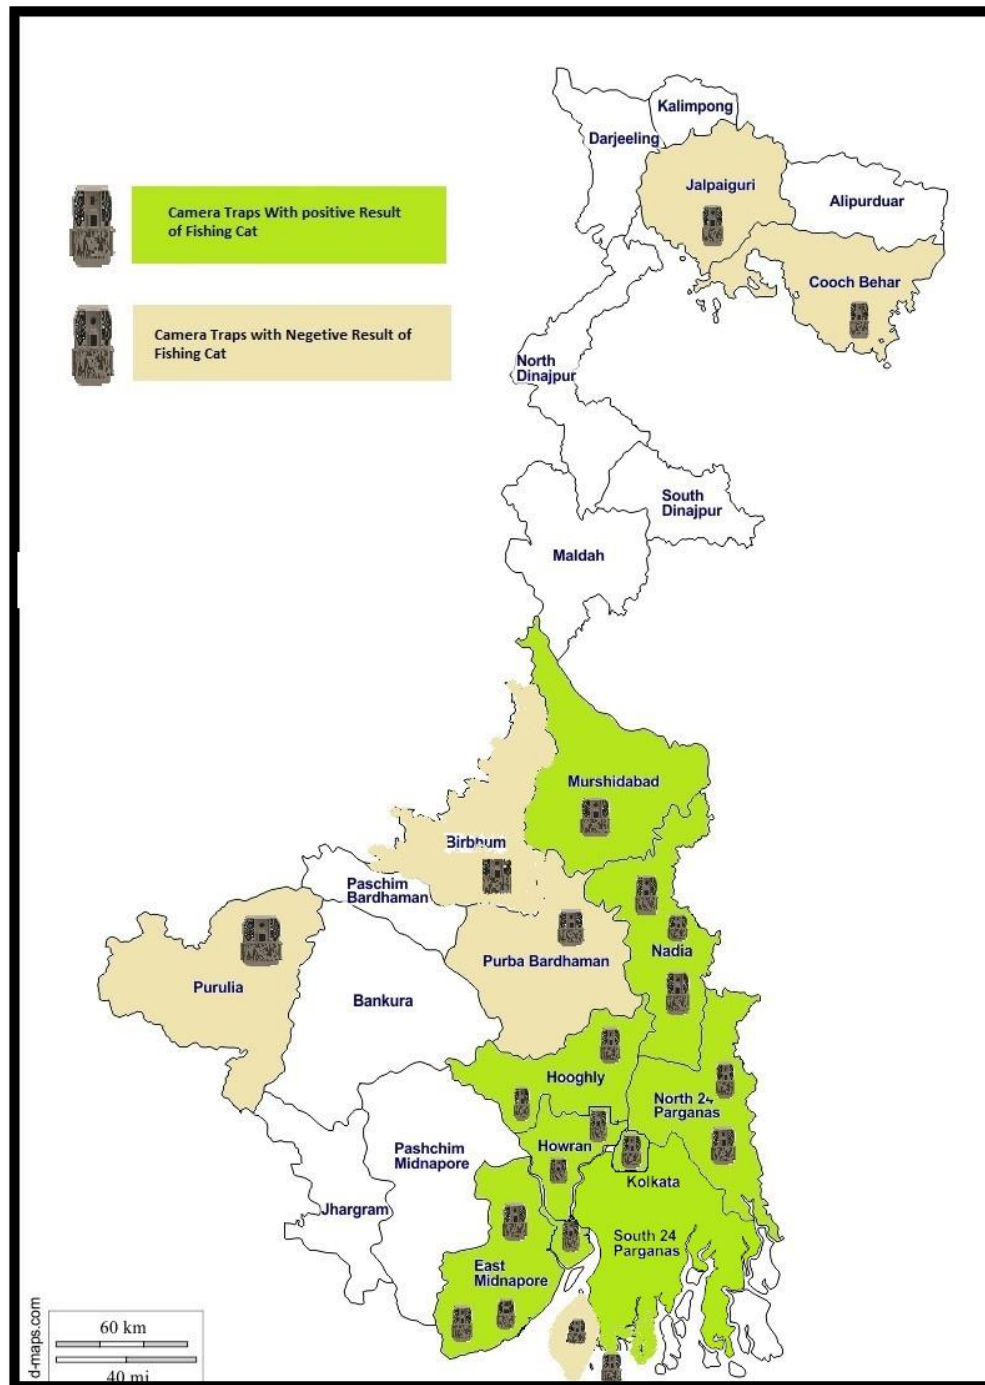 Kalimpong
Darjeeling
Jalpaiguri
Alipurduar
Camera Traps With positive Result
of Fishing Cat
Cooch Behar
Camera Traps with Negetive Result of
Fishing Cat
North
Dinajpur
South
Dinajpur
Maldah
Murshidabad
Birbhum
Paschim
Bardhaman
Nadia
Purba Bardhaman
Purulia
Bankura
Hooghly
North 24
Parganas
Howrah
Pashchim
Midnapore
Kolkata
Jhargram
South 24
Parganas
East
Midnapore
d-maps.com
60 km
40 mi